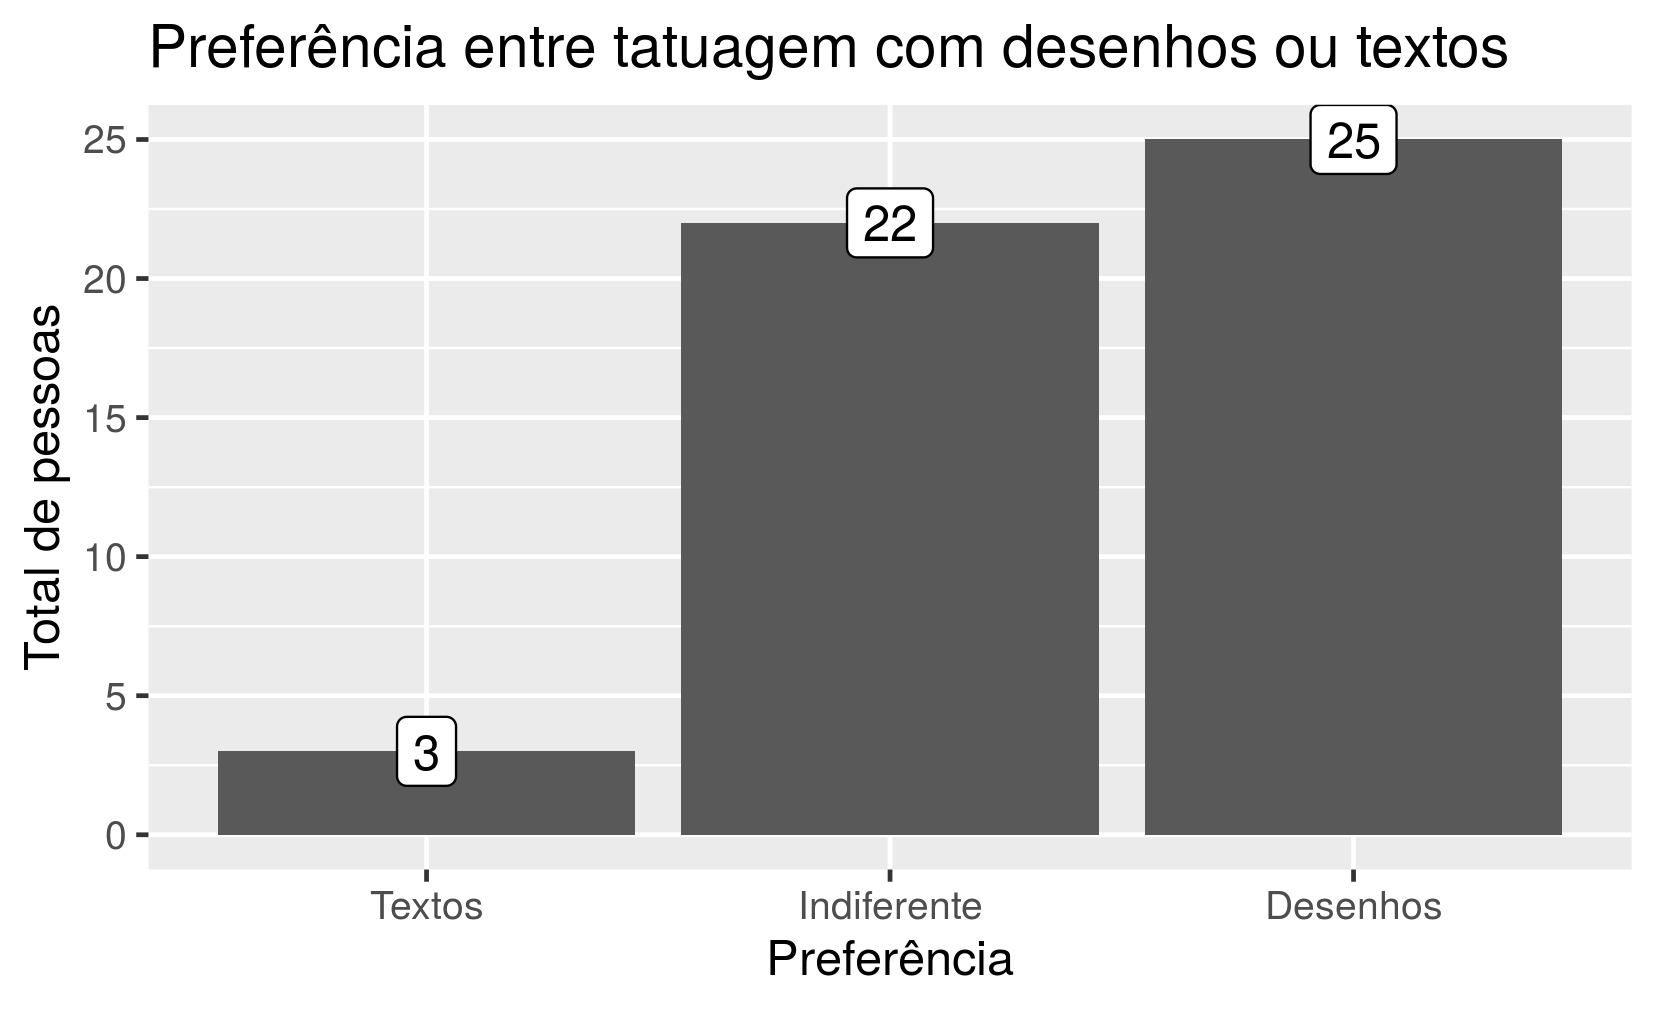 Preferência entre tatuagem com desenhos ou textos
Total de pessoas
25
20
15
10
5
0
3
22
25
Textos
Indiferente
Desenhos
Preferência